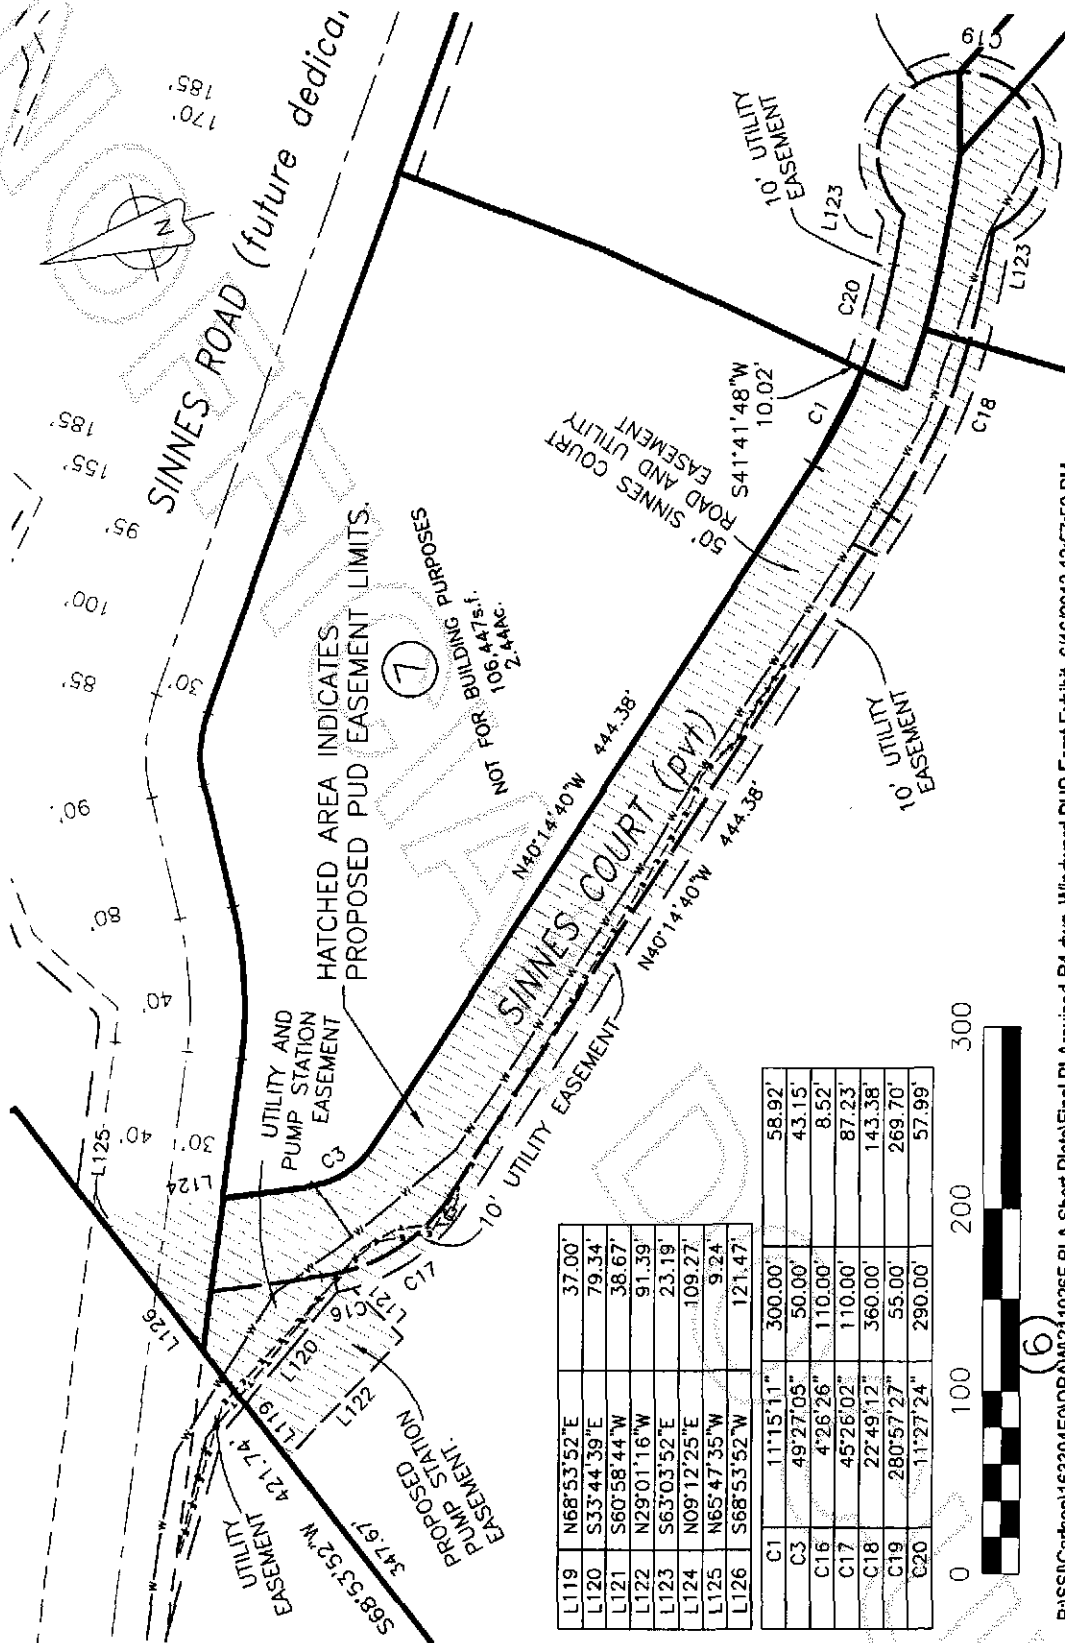 SINNES ROAD (future dedicat
170'
185'
155'
185'
95'
100'
85'
30'
90'
80'
40'
40'
30'
N
C19
10' UTILITY
EASEMENT
L123
C20
L123
C18
C1
S41°41'48"W
10.02'
50' SINNES COURT
ROAD AND UTILITY
EASEMENT
HATCHED AREA INDICATES
PROPOSED PUD EASEMENT LIMITS.
7
NOT FOR BUILDING PURPOSES
106,447s.f.
2.44AC.
N40°14'40"W 444.38'
SINNES COURT (pvt)
N40°14'40"W 444.38'
10' UTILITY
EASEMENT
UTILITY AND
PUMP STATION
EASEMENT
C3
L125
L124
L126
10' UTILITY EASEMENT
C17
C16
L121
L120
L122
L119
PROPOSED
PUMP STATION
EASEMENT.
UTILITY
EASEMENT
421.74'
S68°53'52"W
347.67'
L119 N68°53'52"E 37.00'
L120 S33°44'39"E 79.34'
L121 S60°58'44"W 38.67'
L122 N29°01'16"W 91.39'
L123 S63°03'52"E 23.19'
L124 N09°12'25"E 109.27'
L125 N65°47'35"W 9.24
L126 S68°53'52"W 121.47'
C1 11°15'11" 300.00' 58.92'
C3 49°27'05" 50.00' 43.15'
C16 4°26'26" 110.00' 8.52'
C17 45°26'02" 110.00' 87.23'
C18 22°49'12" 360.00' 143.38'
C19 280°57'27" 55.00' 269.70'
C20 11°27'24" 290.00' 57.99'
0 100 200 300
6
UNOFFICIAL
DOC